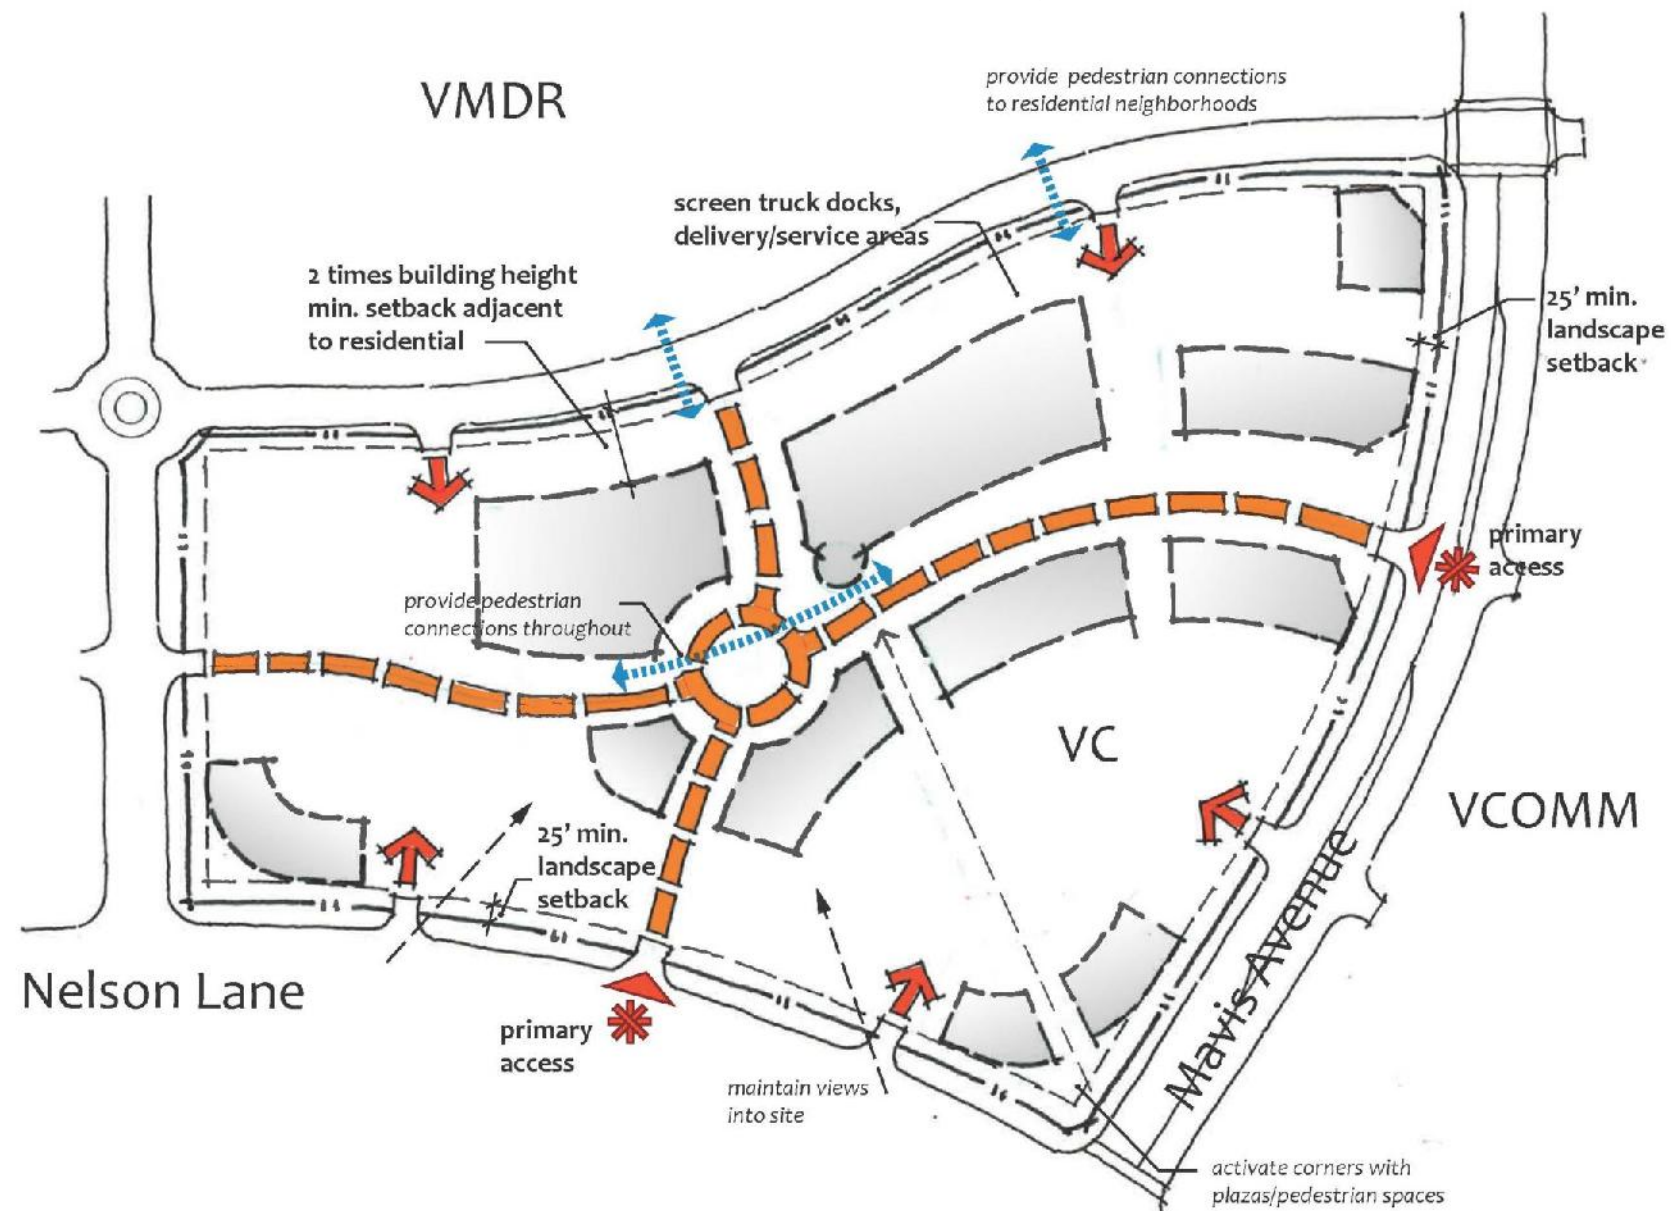 VMDR
provide pedestrian connections
to residential neighborhoods
screen truck docks,
delivery/service areas
2 times building height
min. setback adjacent
to residential
25' min.
landscape
setback
primary
access
provide pedestrian
connections throughout
VC
VCOMM
25' min.
landscape
setback
Nelson Lane
primary
access
Mavis Avenue
maintain views
into site
activate corners with
plazas/pedestrian spaces